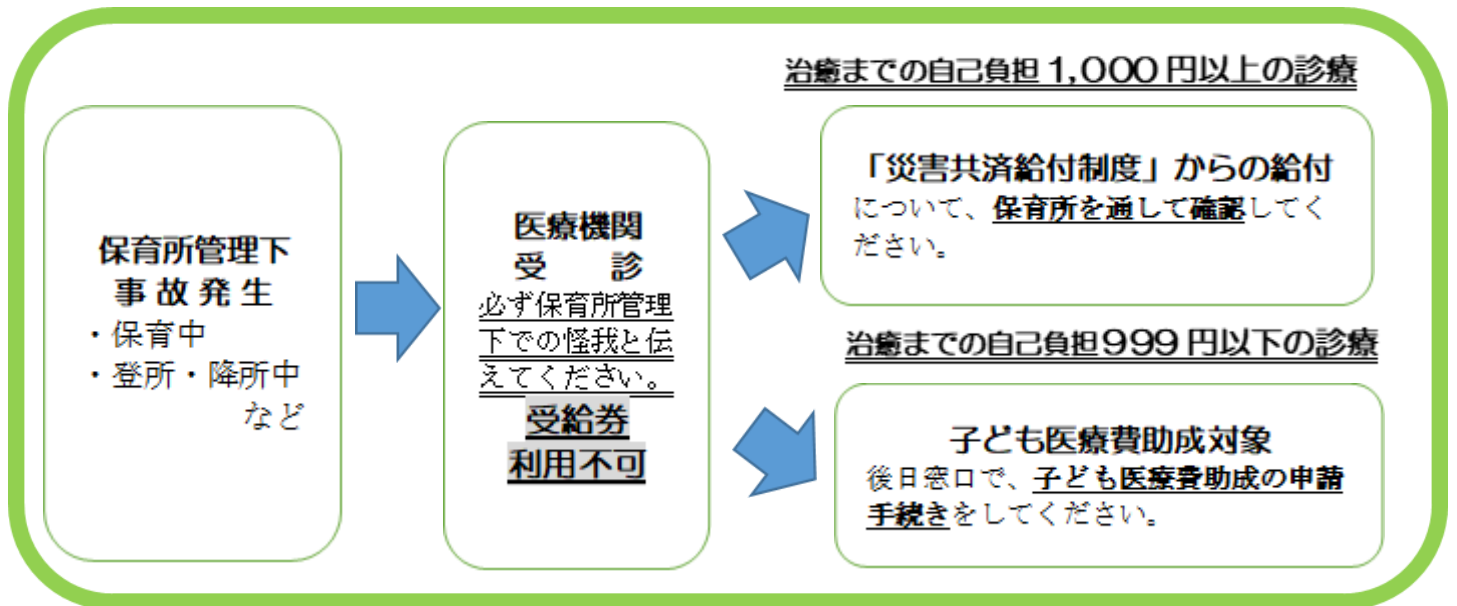 保育所管理下
事故発生
・保育中
・登所・降所中
など
医療機関
受　　診
必ず保育所管理
下での怪我と伝
えてください。
受給券
利用不可
治癒までの自己負担1,000円以上の診療
「災害共済給付制度」からの給付
について、保育所を通して確認してく
ださい。
治癒までの自己負担999円以下の診療
子ども医療費助成対象
後日窓口で、子ども医療費助成の申請
手続きをしてください。